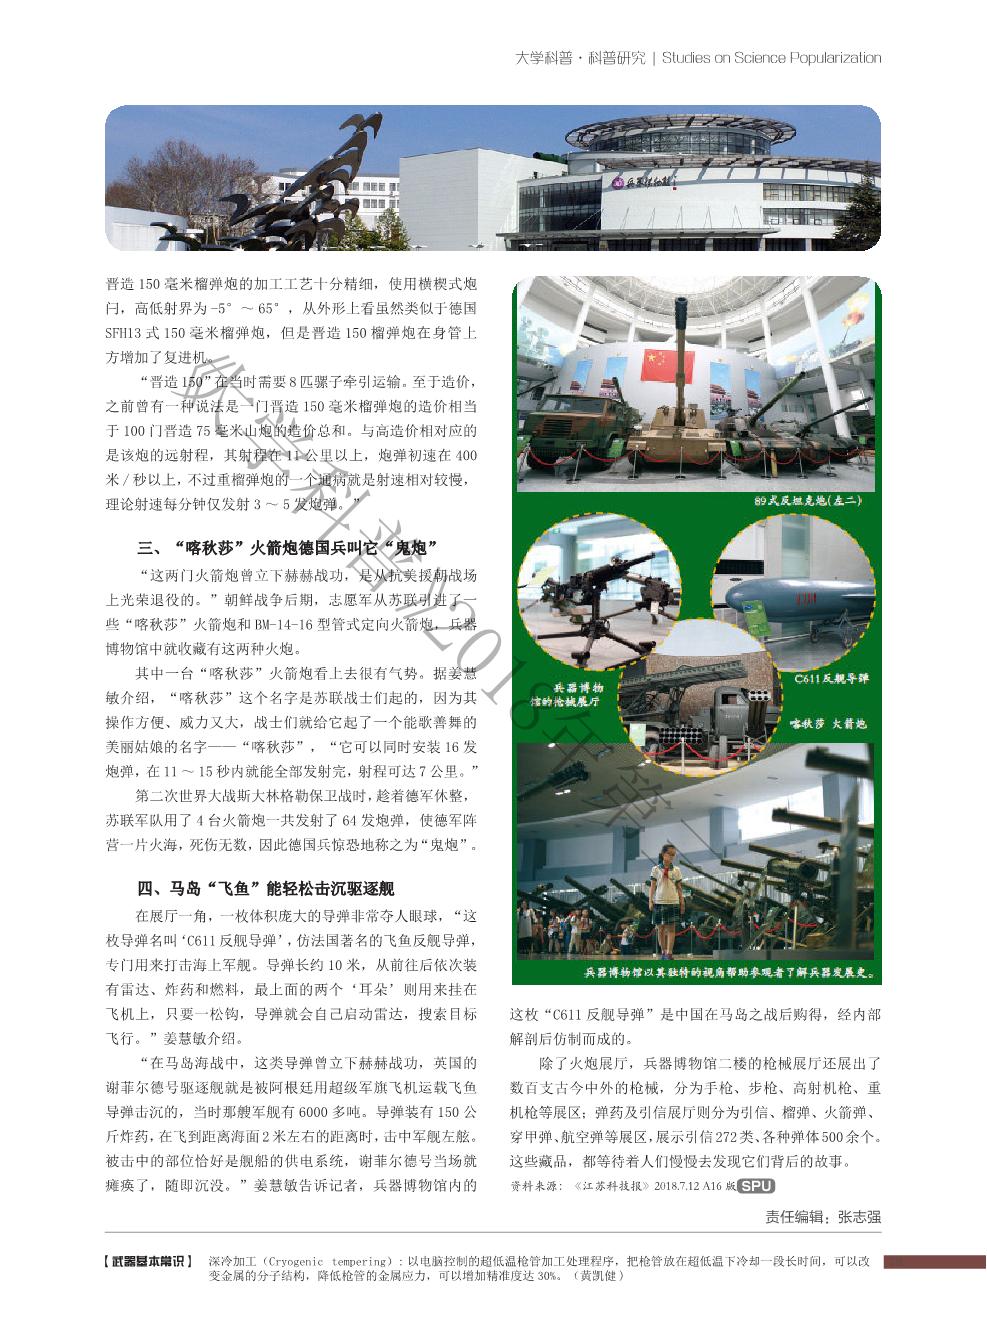 大学科普·科普研究 | Studies on Science Popularization
兵器博物馆
晋造 150 毫米榴弹炮的加工工艺十分精细，使用横楔式炮
闩，高低射界为 -5° ～ 65°，从外形上看虽然类似于德国
SFH13 式 150 毫米榴弹炮，但是晋造 150 榴弹炮在身管上
方增加了复进机。
“晋造 150”在当时需要 8 匹骡子牵引运输。至于造价，
之前曾有一种说法是一门晋造 150 毫米榴弹炮的造价相当
于 100 门晋造 75 毫米山炮的造价总和。与高造价相对应的
是该炮的远射程，其射程在 11 公里以上，炮弹初速在 400
米 / 秒以上，不过重榴弹炮的一个通病就是射速相对较慢，
理论射速每分钟仅发射 3 ～ 5 发炮弹。”
三、“喀秋莎”火箭炮德国兵叫它“鬼炮”
“这两门火箭炮曾立下赫赫战功，是从抗美援朝战场
上光荣退役的。”朝鲜战争后期，志愿军从苏联引进了一
些“喀秋莎”火箭炮和 BM-14-16 型管式定向火箭炮，兵器
博物馆中就收藏有这两种火炮。
其中一台“喀秋莎”火箭炮看上去很有气势。据姜慧
敏介绍，“喀秋莎”这个名字是苏联战士们起的，因为其
操作方便、威力又大，战士们就给它起了一个能歌善舞的
美丽姑娘的名字——“喀秋莎”，“它可以同时安装 16 发
炮弹，在 11 ～ 15 秒内就能全部发射完，射程可达 7 公里。”
第二次世界大战斯大林格勒保卫战时，趁着德军休整，
苏联军队用了 4 台火箭炮一共发射了 64 发炮弹，使德军阵
营一片火海，死伤无数，因此德国兵惊恐地称之为“鬼炮”。
四、马岛“飞鱼”能轻松击沉驱逐舰
在展厅一角，一枚体积庞大的导弹非常夺人眼球，“这
枚导弹名叫‘C611 反舰导弹’，仿法国著名的飞鱼反舰导弹，
专门用来打击海上军舰。导弹长约 10 米，从前往后依次装
有雷达、炸药和燃料，最上面的两个‘耳朵’则用来挂在
飞机上，只要一松钩，导弹就会自己启动雷达，搜索目标
飞行。”姜慧敏介绍。
“在马岛海战中，这类导弹曾立下赫赫战功，英国的
谢菲尔德号驱逐舰就是被阿根廷用超级军旗飞机运载飞鱼
导弹击沉的，当时那艘军舰有 6000 多吨。导弹装有 150 公
斤炸药，在飞到距离海面 2 米左右的距离时，击中军舰左舷。
被击中的部位恰好是舰船的供电系统，谢菲尔德号当场就
瘫痪了，随即沉没。”姜慧敏告诉记者，兵器博物馆内的
89式反坦克炮(左二)
C611反舰导弹
兵器博物
馆的枪械展厅
喀秋莎 火箭炮
兵器博物馆以其独特的视角帮助参观者了解兵器发展史。
这枚“C611 反舰导弹”是中国在马岛之战后购得，经内部
解剖后仿制而成的。
除了火炮展厅，兵器博物馆二楼的枪械展厅还展出了
数百支古今中外的枪械，分为手枪、步枪、高射机枪、重
机枪等展区；弹药及引信展厅则分为引信、榴弹、火箭弹、
穿甲弹、航空弹等展区，展示引信 272 类、各种弹体 500 余个。
这些藏品，都等待着人们慢慢去发现它们背后的故事。
资料来源：《江苏科技报》2018.7.12 A16 版 SPU
责任编辑：张志强
【武器基本常识】 深冷加工（Cryogenic tempering）：以电脑控制的超低温枪管加工处理程序，把枪管放在超低温下冷却一段长时间，可以改
变金属的分子结构，降低枪管的金属应力，可以增加精准度达 30%。（黄凯健）